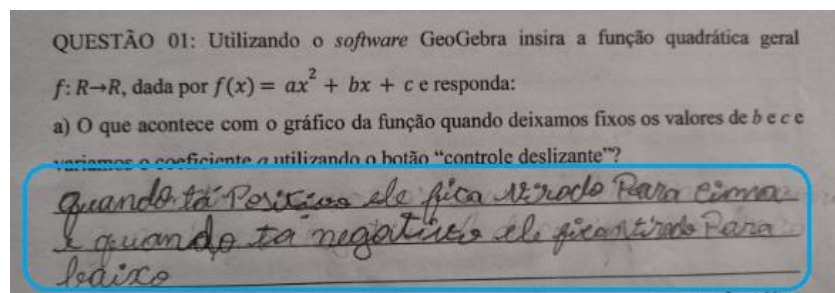 QUESTÃO 01: Utilizando o software GeoGebra insira a função quadrática geral
f: R→R, dada por f(x) = ax² + bx + c e responda:
a) O que acontece com o gráfico da função quando deixamos fixos os valores de b e c e
variamos o coeficiente a utilizando o botão “controle deslizante”?
quando tá Positivo ele fica virado Para cima
e quando ta negativo ele fica virado Para
baixo